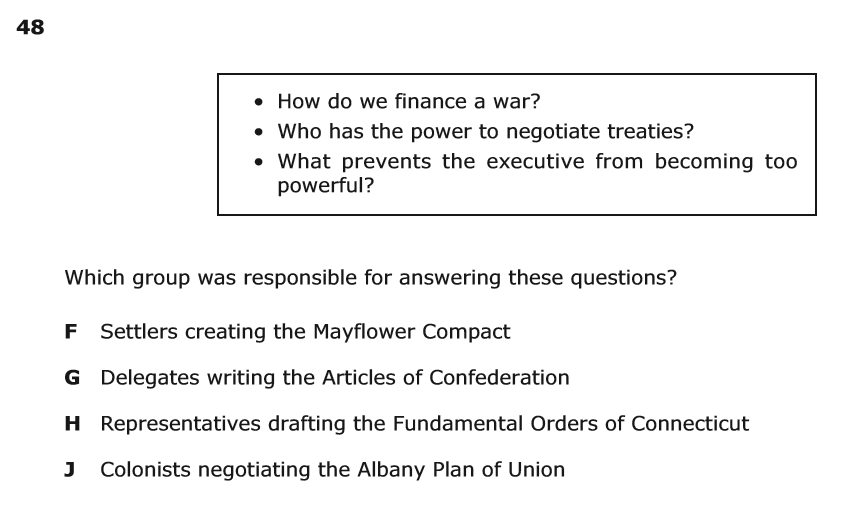 48
• How do we finance a war?
• Who has the power to negotiate treaties?
• What prevents the executive from becoming too
powerful?
Which group was responsible for answering these questions?
F Settlers creating the Mayflower Compact
G Delegates writing the Articles of Confederation
H Representatives drafting the Fundamental Orders of Connecticut
J Colonists negotiating the Albany Plan of Union